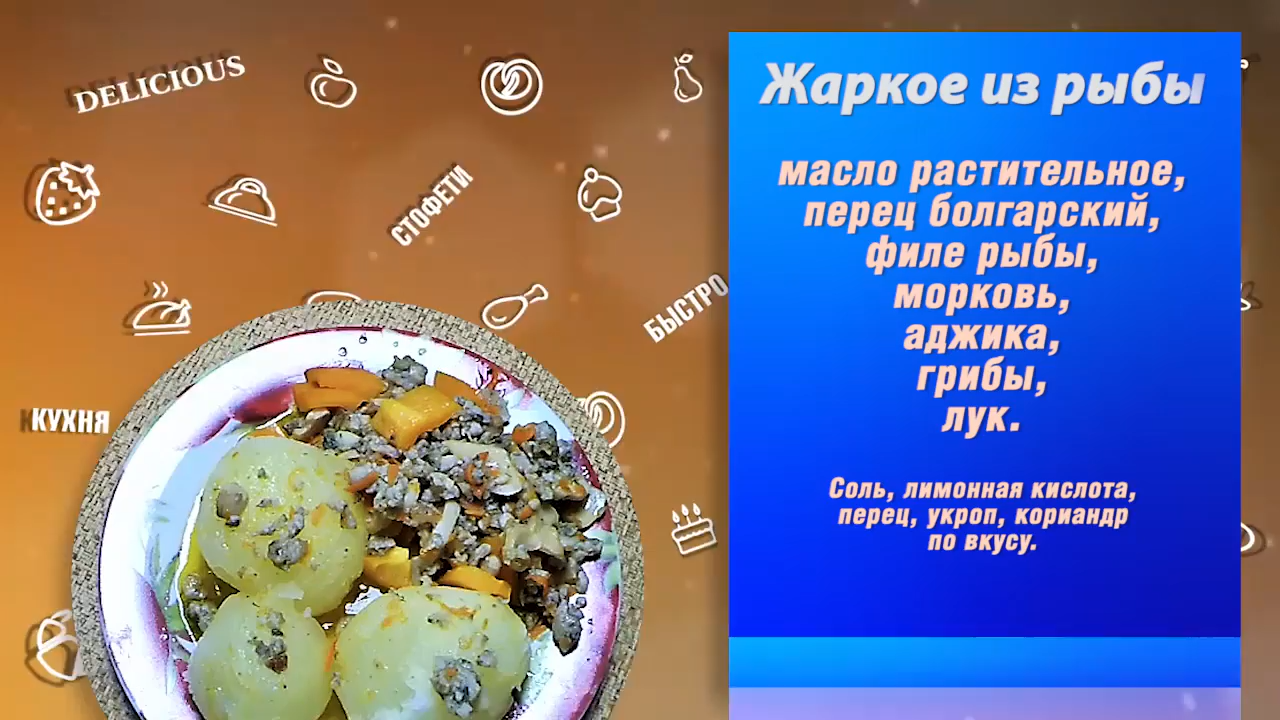 DELICIOUS
СТОФЕТИ
БЫСТРО
КУХНЯ
Жаркое из рыбы
масло растительное,
перец болгарский,
филе рыбы,
морковь,
аджика,
грибы,
лук.
Соль, лимонная кислота,
перец, укроп, кориандр
по вкусу.